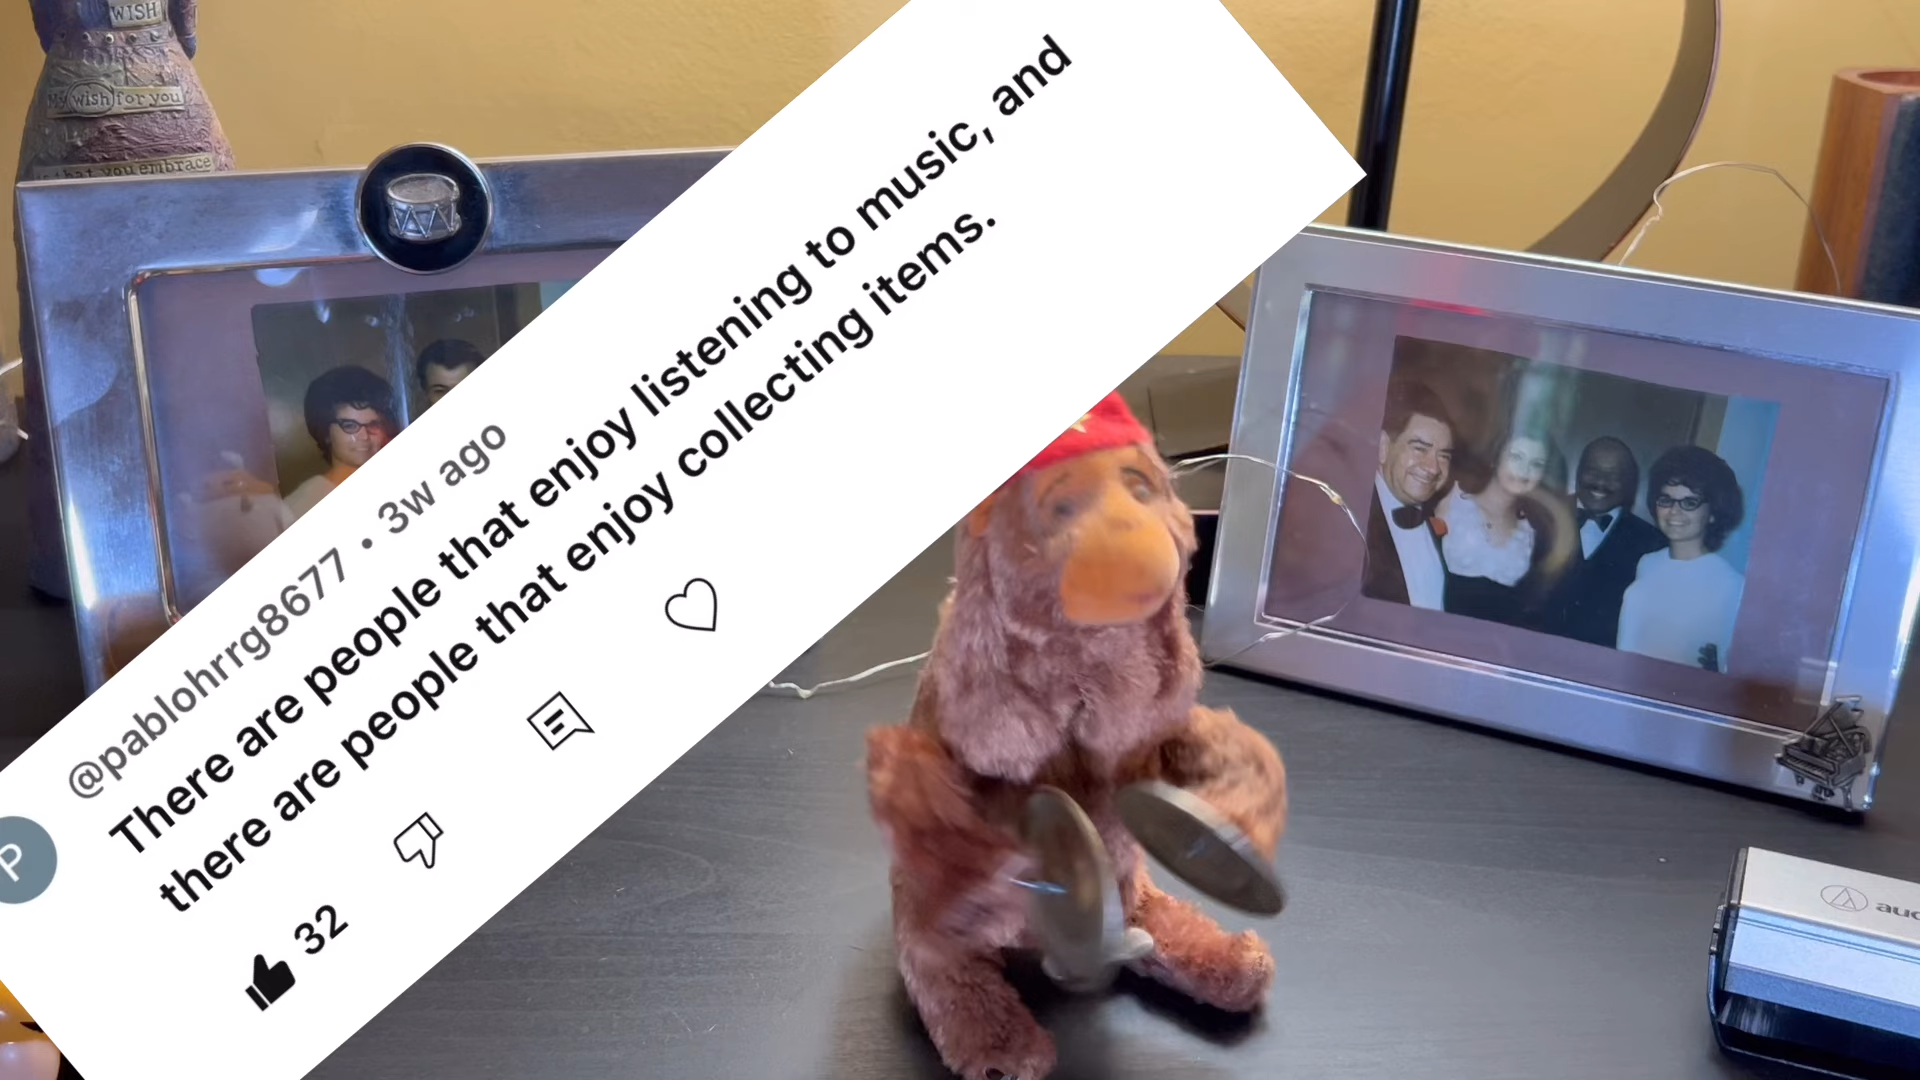 WISH
My wish for you
is that you embrace
@pablohrrg8677 • 3w ago
There are people that enjoy listening to music, and
there are people that enjoy collecting items.
32
P